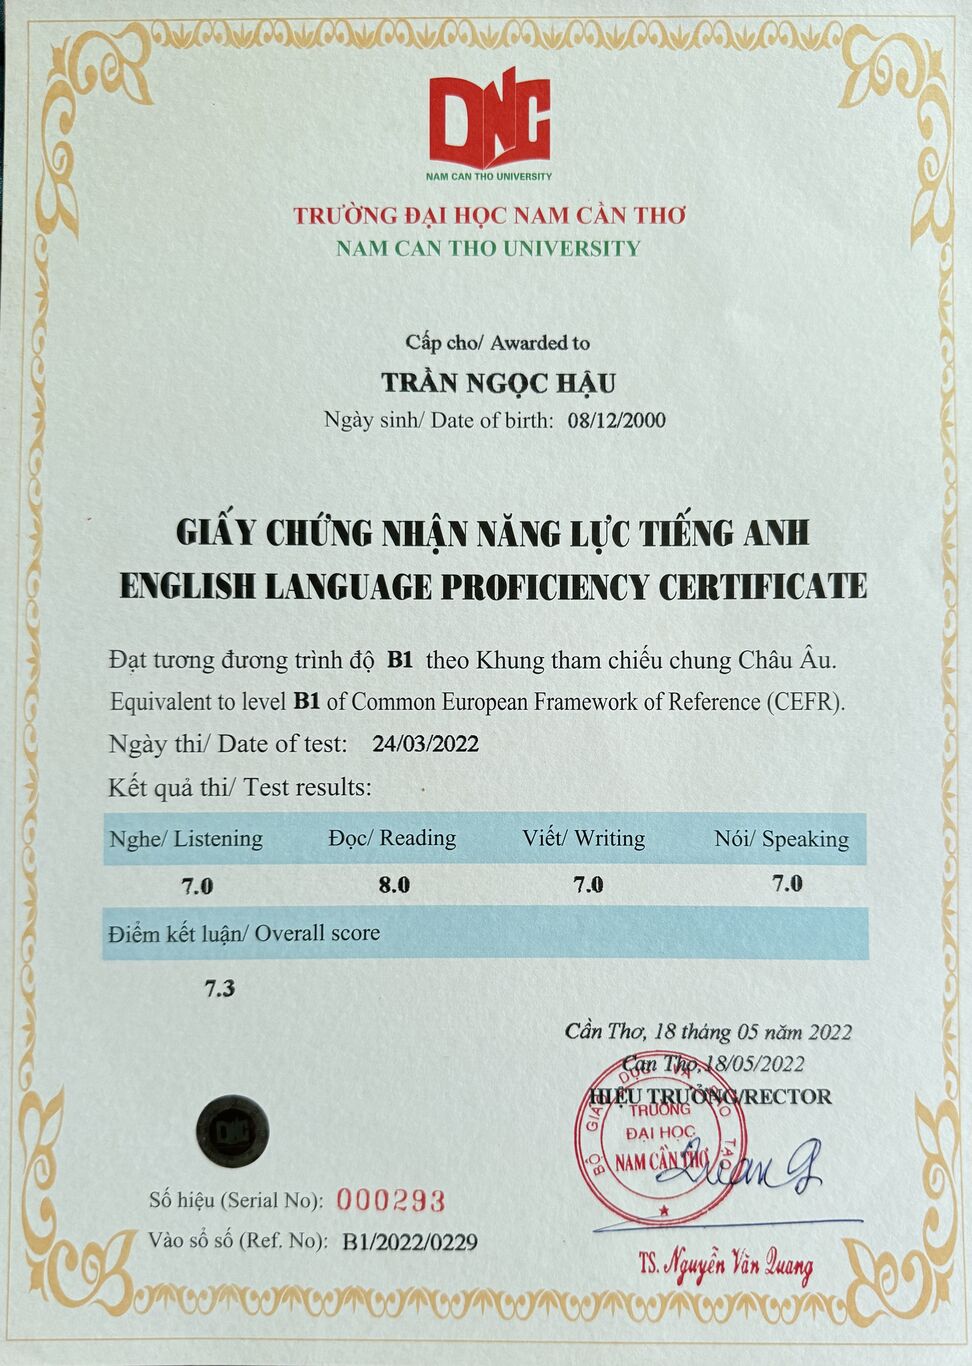 DNC
NAM CAN THO UNIVERSITY
TRƯỜNG ĐẠI HỌC NAM CẦN THƠ
NAM CAN THO UNIVERSITY
Cấp cho/ Awarded to
TRẦN NGỌC HẬU
Ngày sinh/ Date of birth: 08/12/2000
GIẤY CHỨNG NHẬN NĂNG LỰC TIẾNG ANH
ENGLISH LANGUAGE PROFICIENCY CERTIFICATE
Đạt tương đương trình độ B1 theo Khung tham chiếu chung Châu Âu.
Equivalent to level B1 of Common European Framework of Reference (CEFR).
Ngày thi/ Date of test: 24/03/2022
Kết quả thi/ Test results:
Nghe/ Listening Đọc/ Reading Viết/ Writing Nói/ Speaking
7.0 8.0 7.0 7.0
Điểm kết luận/ Overall score
7.3
Cần Thơ, 18 tháng 05 năm 2022
Can Tho, 18/05/2022
HIỆU TRƯỞNG/RECTOR
BỘ GIÁO DỤC VÀ ĐÀO TẠO
TRƯỜNG
ĐẠI HỌC
NAM CẦN THƠ
DNC
Số hiệu (Serial No): 000293
Vào sổ số (Ref. No): B1/2022/0229
TS. Nguyễn Văn Quang